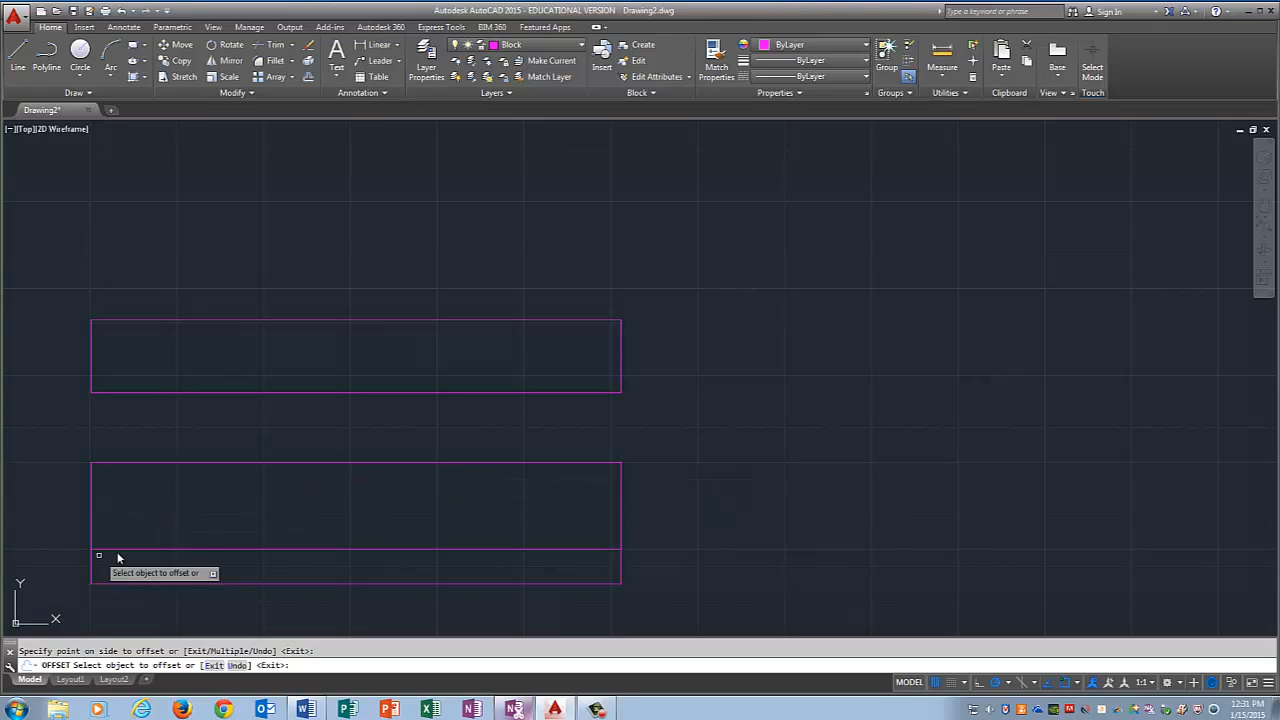 Autodesk AutoCAD 2015 - EDUCATIONAL VERSION    Drawing2.dwg
Type a keyword or phrase
Sign In
Home Insert Annotate Parametric View Manage Output Add-ins Autodesk 360 Express Tools BIM 360 Featured Apps
Line Polyline Circle Arc
Move Rotate Trim
Copy Mirror Fillet
Stretch Scale Array
Text
Linear
Leader
Table
Layer Properties
Block
Make Current
Match Layer
Insert
Create
Edit
Edit Attributes
Match Properties
ByLayer
ByLayer
ByLayer
Group
Measure
Paste
Base
Select Mode
Draw Modify Annotation Layers Block Properties Groups Utilities Clipboard View Touch
Drawing2*
[−][Top][2D Wireframe]
Select object to offset or
Y
X
Specify point on side to offset or [Exit/Multiple/Undo] <Exit>:
OFFSET Select object to offset or [Exit Undo] <Exit>:
Model Layout1 Layout2
MODEL
1:1
12:31 PM
1/15/2015